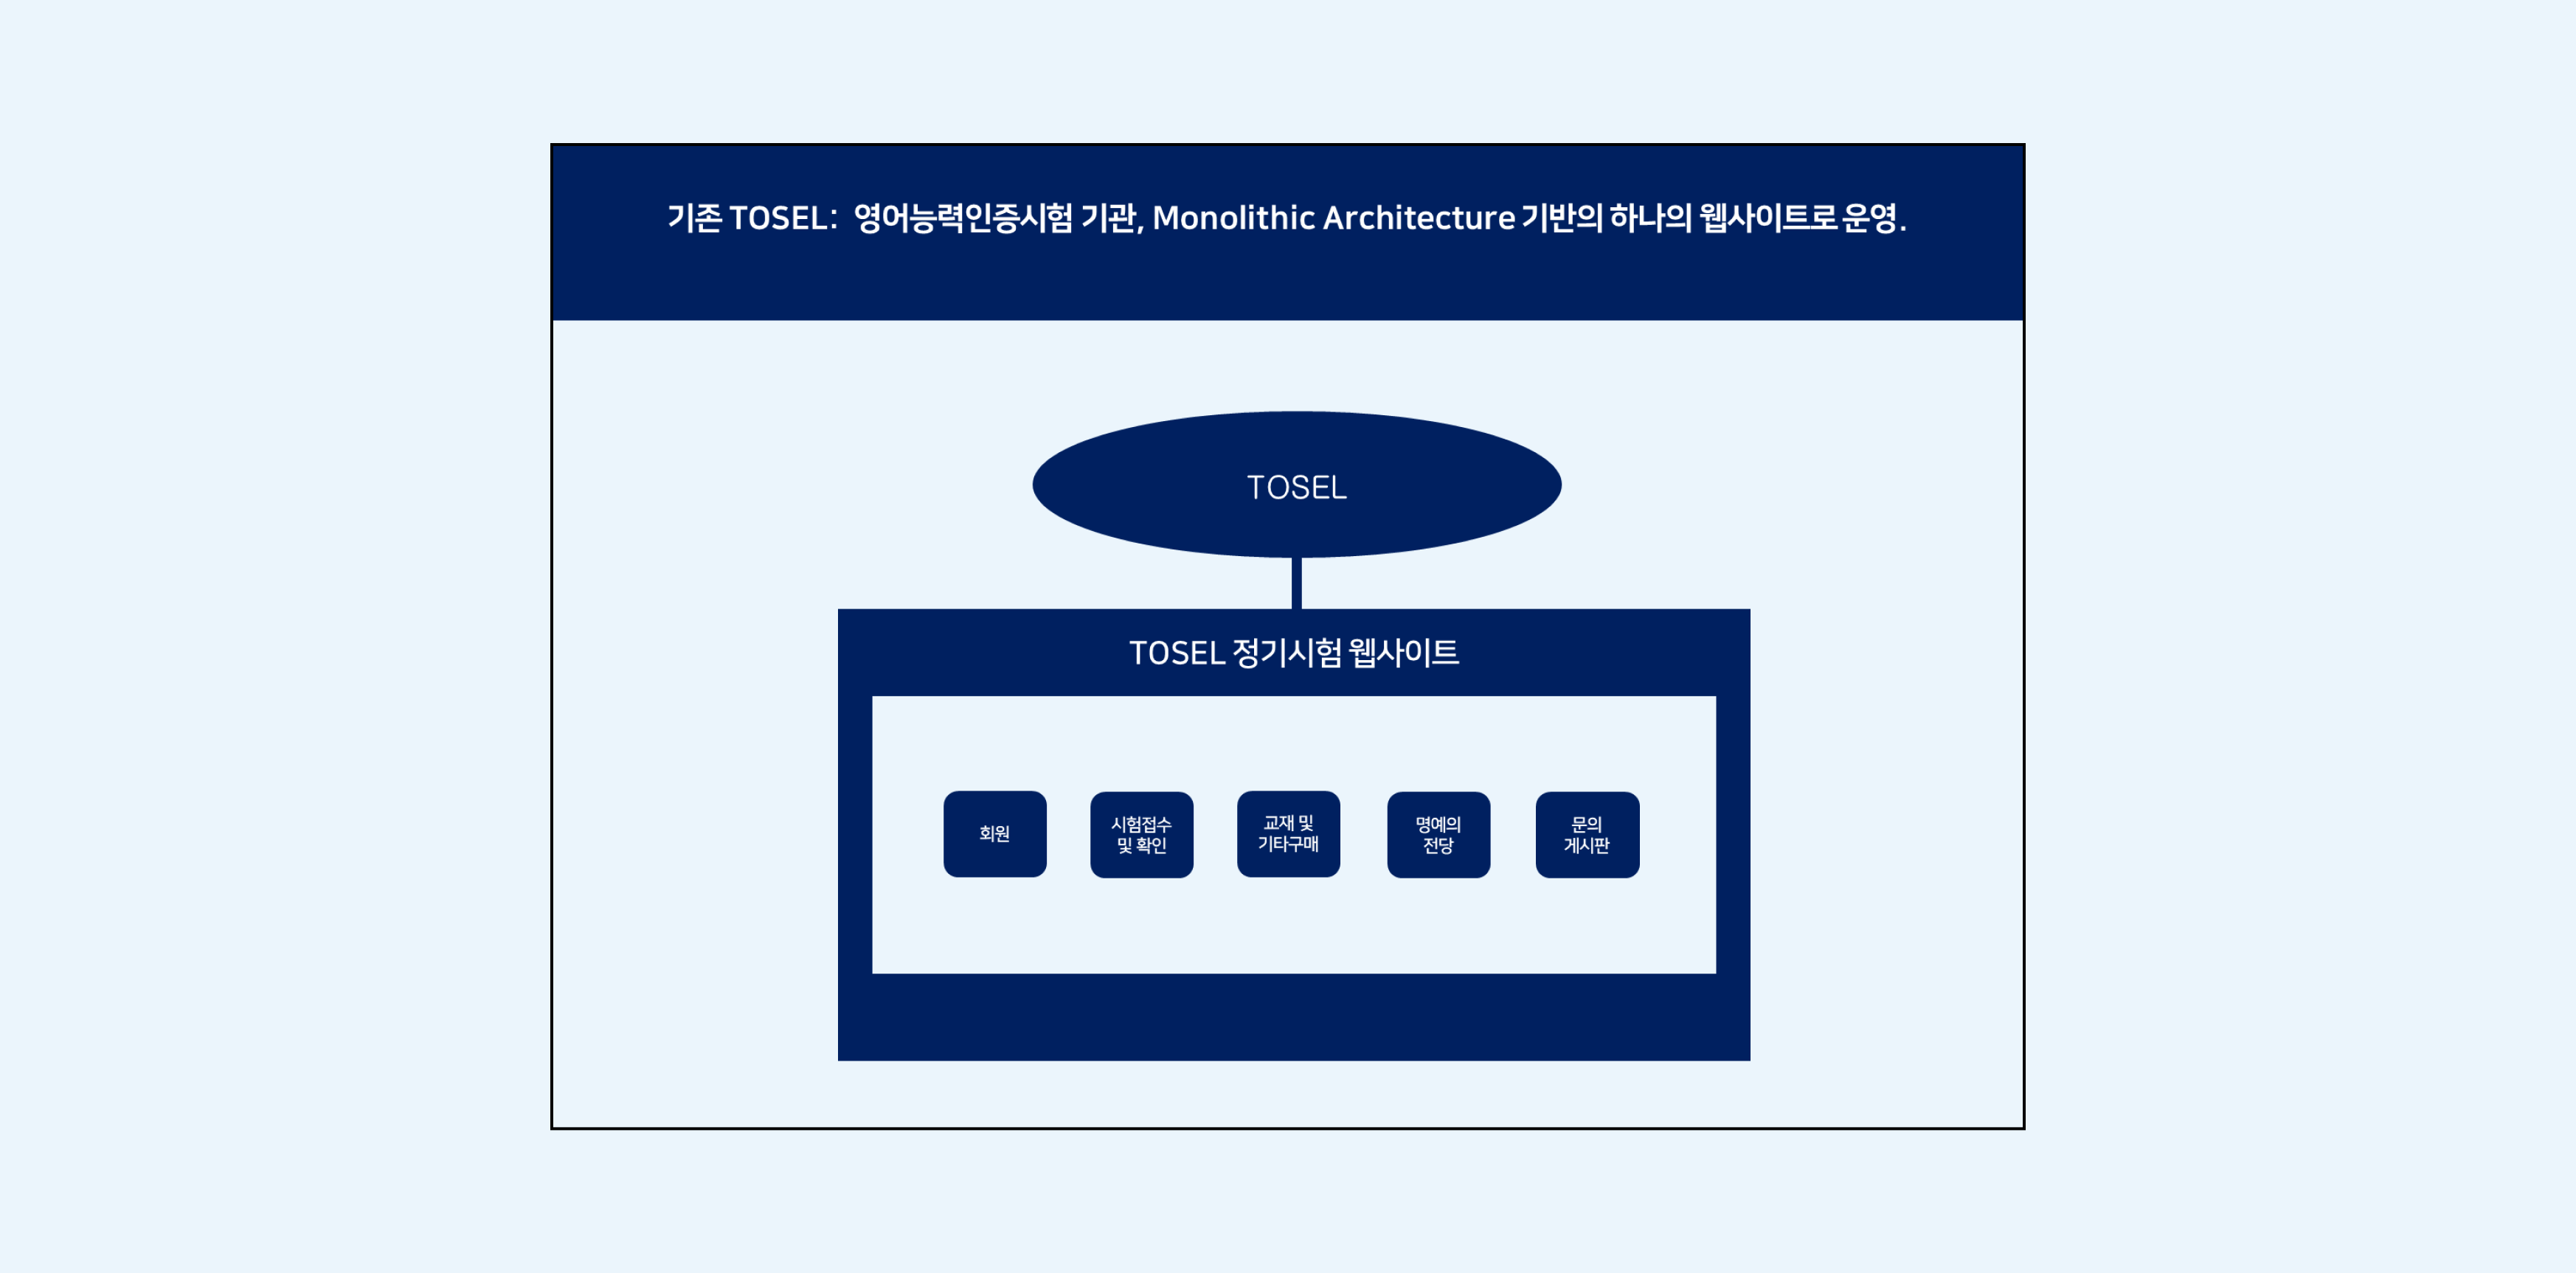 기존 TOSEL: 영어능력인증시험 기관, Monolithic Architecture 기반의 하나의 웹사이트로 운영.
TOSEL
TOSEL 정기시험 웹사이트
회원
시험접수
및 확인
교재 및
기타구매
명예의
전당
문의
게시판